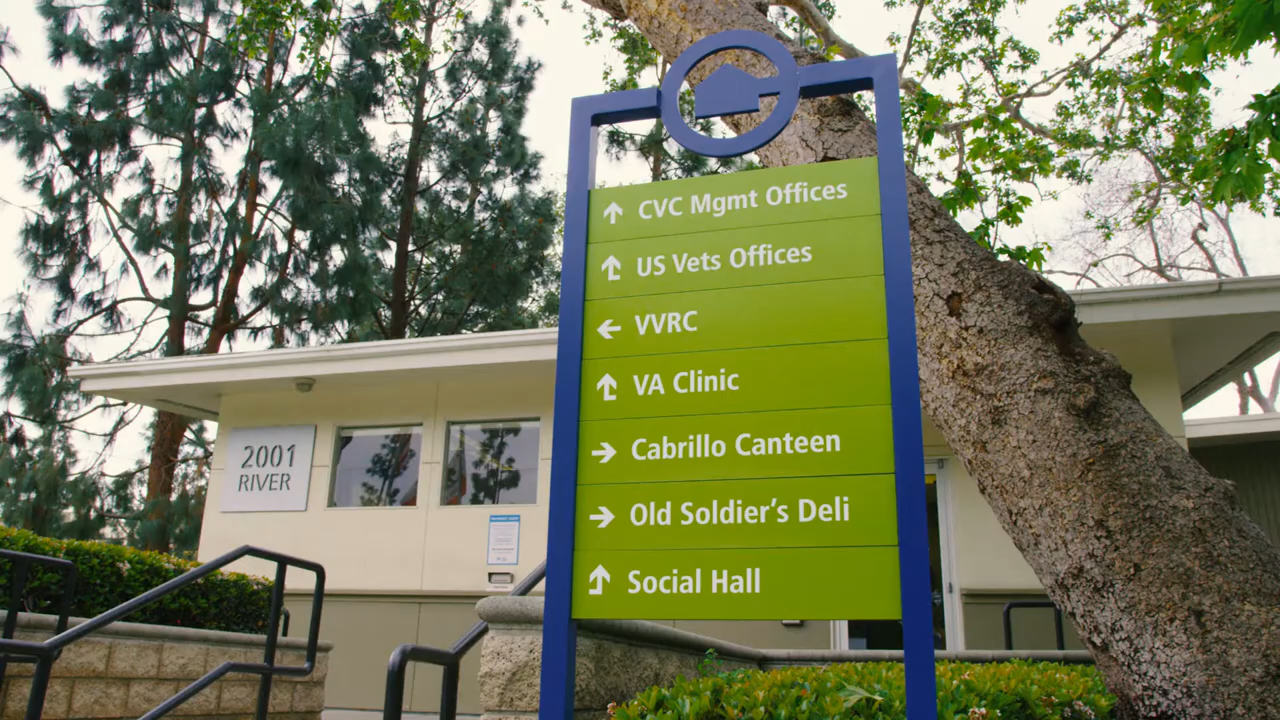 CVC Mgmt Offices
US Vets Offices
VVRC
VA Clinic
Cabrillo Canteen
Old Soldier's Deli
Social Hall
2001
RIVER